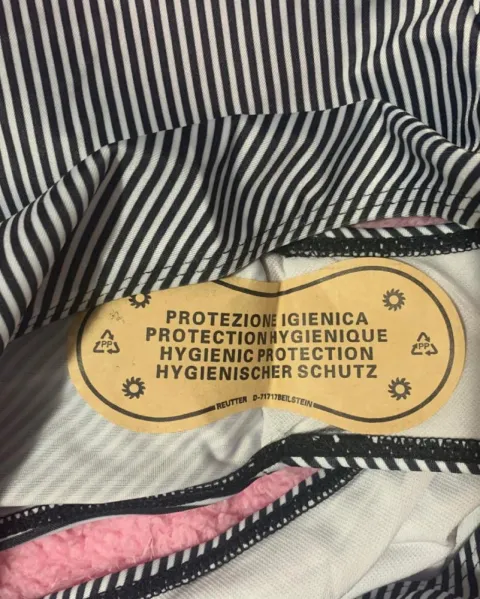 PROTEZIONE IGIENICA
PROTECTION HYGIENIQUE
HYGIENIC PROTECTION
HYGIENISCHER SCHUTZ
PP
PP
REUTTER D-71717BEILSTEIN